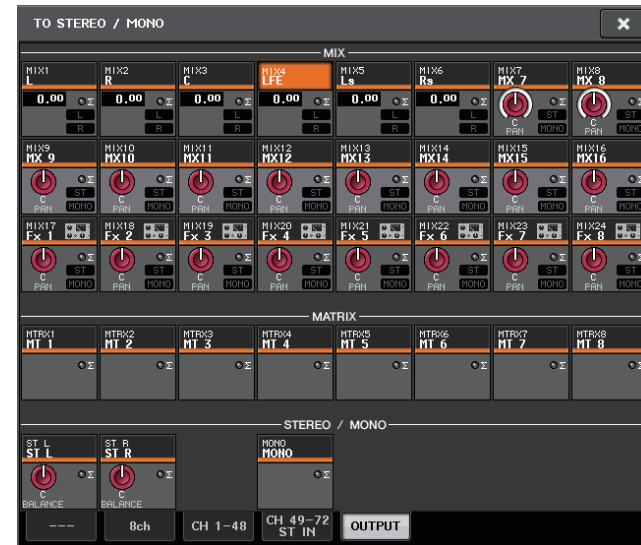 TO STEREO / MONO
MIX
MIX1 MIX2 MIX3 MIX4 MIX5 MIX6 MIX7 MIX8
L R C LFE Ls Rs MX 7 MX 8
0.00 Σ 0.00 Σ 0.00 Σ 0.00 Σ 0.00 Σ 0.00 Σ Σ Σ
L L L L L L ST ST
R R R R R R C PAN MONO C PAN MONO
MIX9 MIX10 MIX11 MIX12 MIX13 MIX14 MIX15 MIX16
MX 9 MX10 MX11 MX12 MX13 MX14 MX15 MX16
Σ Σ Σ Σ Σ Σ Σ Σ
ST ST ST ST ST ST ST ST
C C C C C C C C
PAN MONO PAN MONO PAN MONO PAN MONO PAN MONO PAN MONO PAN MONO PAN MONO
MIX17 MIX18 MIX19 MIX20 MIX21 MIX22 MIX23 MIX24
Fx 1 Fx 2 Fx 3 Fx 4 Fx 5 Fx 6 Fx 7 Fx 8
Σ Σ Σ Σ Σ Σ Σ Σ
ST ST ST ST ST ST ST ST
C C C C C C C C
PAN MONO PAN MONO PAN MONO PAN MONO PAN MONO PAN MONO PAN MONO PAN MONO
MATRIX
MTRX1 MTRX2 MTRX3 MTRX4 MTRX5 MTRX6 MTRX7 MTRX8
MT 1 MT 2 MT 3 MT 4 MT 5 MT 6 MT 7 MT 8
Σ Σ Σ Σ Σ Σ Σ Σ
STEREO / MONO
ST L ST R MONO
ST L ST R MONO
Σ Σ Σ
C C
BALANCE BALANCE
--- 8ch CH 1-48 CH 49-72 OUTPUT
ST IN